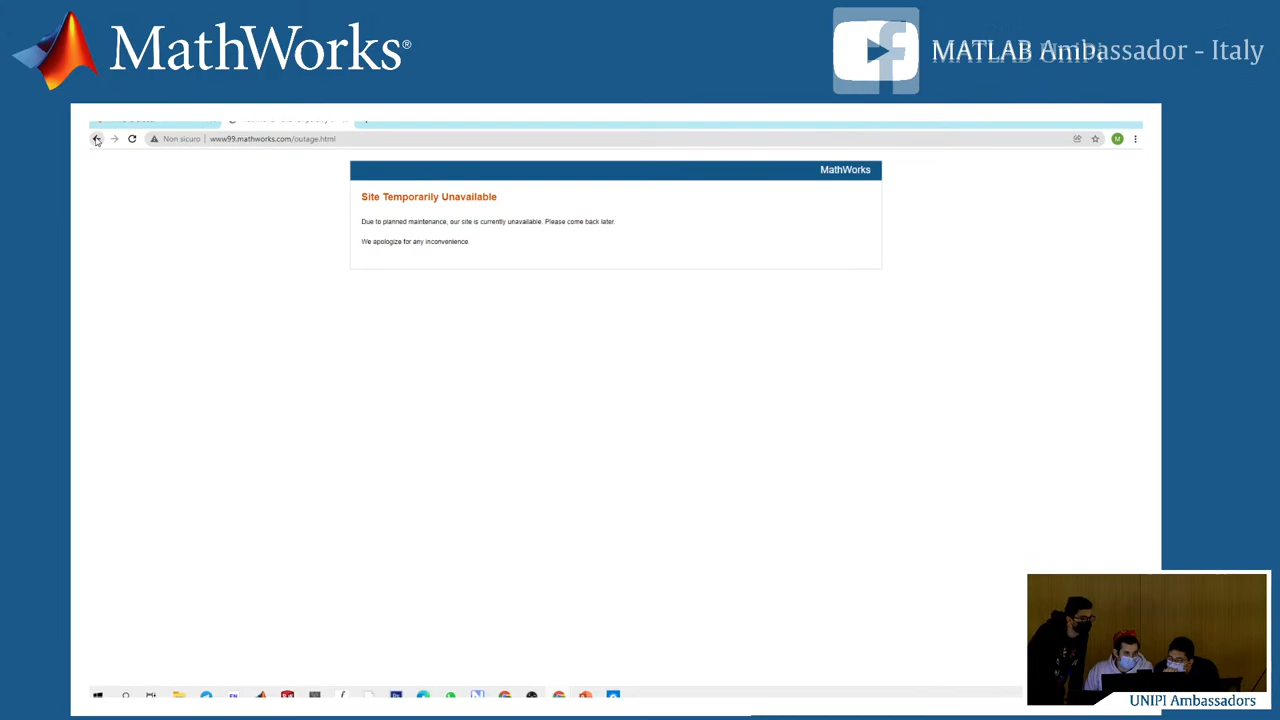 MathWorks®
MATLAB Ambassador - Italy
Non sicuro
www99.mathworks.com/outage.html
M
MathWorks
Site Temporarily Unavailable
Due to planned maintenance, our site is currently unavailable. Please come back later.
We apologize for any inconvenience.
EN
UNIPI Ambassadors